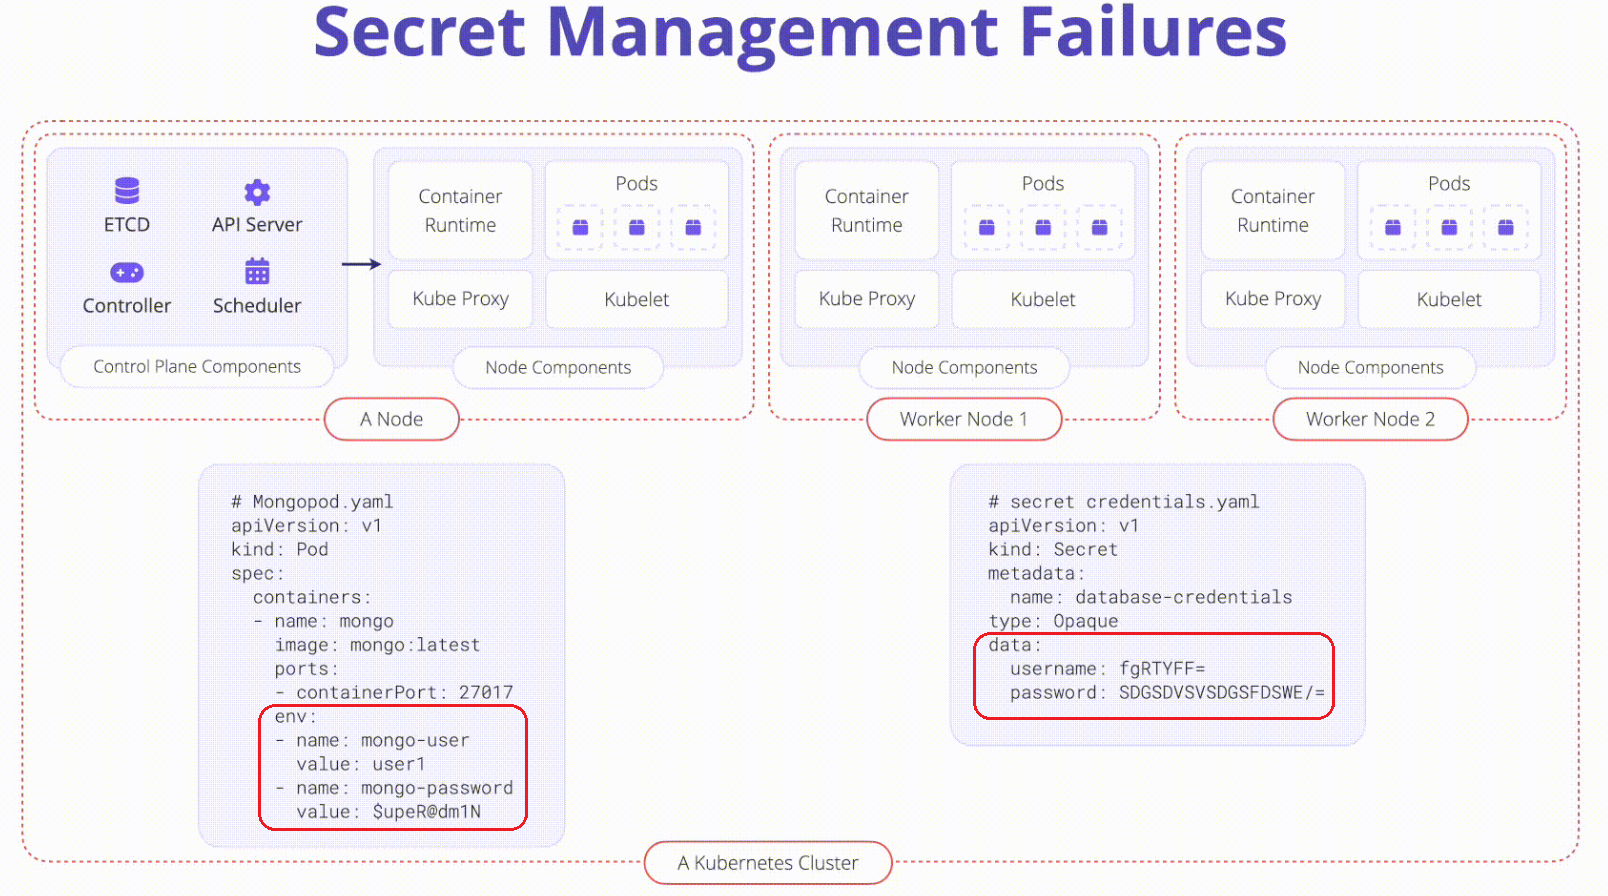 Secret Management Failures
ETCD
API Server
Controller
Scheduler
Control Plane Components
Container
Runtime
Pods
Kube Proxy
Kubelet
Node Components
A Node
Container
Runtime
Pods
Kube Proxy
Kubelet
Node Components
Worker Node 1
Container
Runtime
Pods
Kube Proxy
Kubelet
Node Components
Worker Node 2
# Mongopod.yaml
apiVersion: v1
kind: Pod
spec:
  containers:
  - name: mongo
    image: mongo:latest
    ports:
    - containerPort: 27017
    env:
    - name: mongo-user
      value: user1
    - name: mongo-password
      value: $upeR@dm1N
# secret credentials.yaml
apiVersion: v1
kind: Secret
metadata:
  name: database-credentials
type: Opaque
data:
  username: fgRTYFF=
  password: SDGSDVSVSDGSFDSWE/=
A Kubernetes Cluster